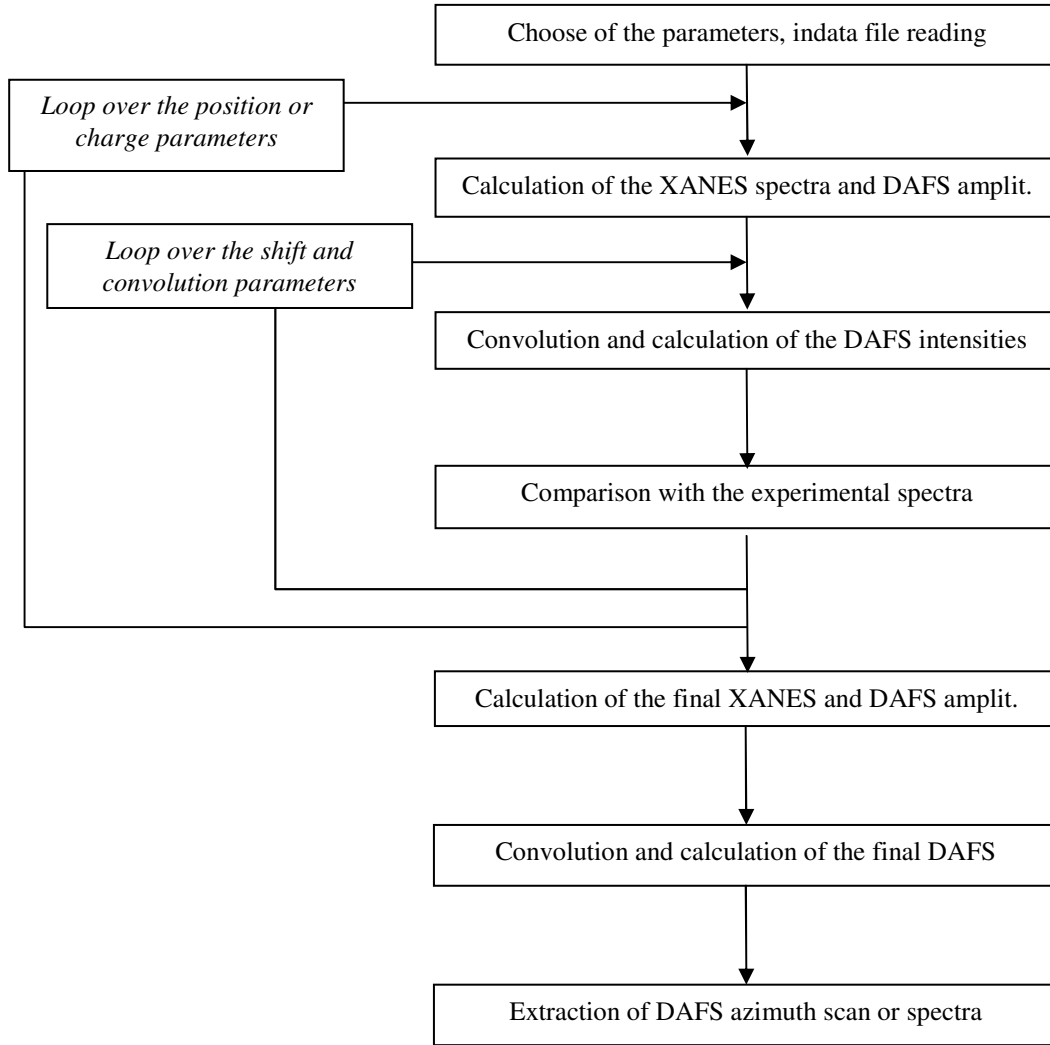 Choose of the parameters, indata file reading
Loop over the position or
charge parameters
Calculation of the XANES spectra and DAFS amplit.
Loop over the shift and
convolution parameters
Convolution and calculation of the DAFS intensities
Comparison with the experimental spectra
Calculation of the final XANES and DAFS amplit.
Convolution and calculation of the final DAFS
Extraction of DAFS azimuth scan or spectra